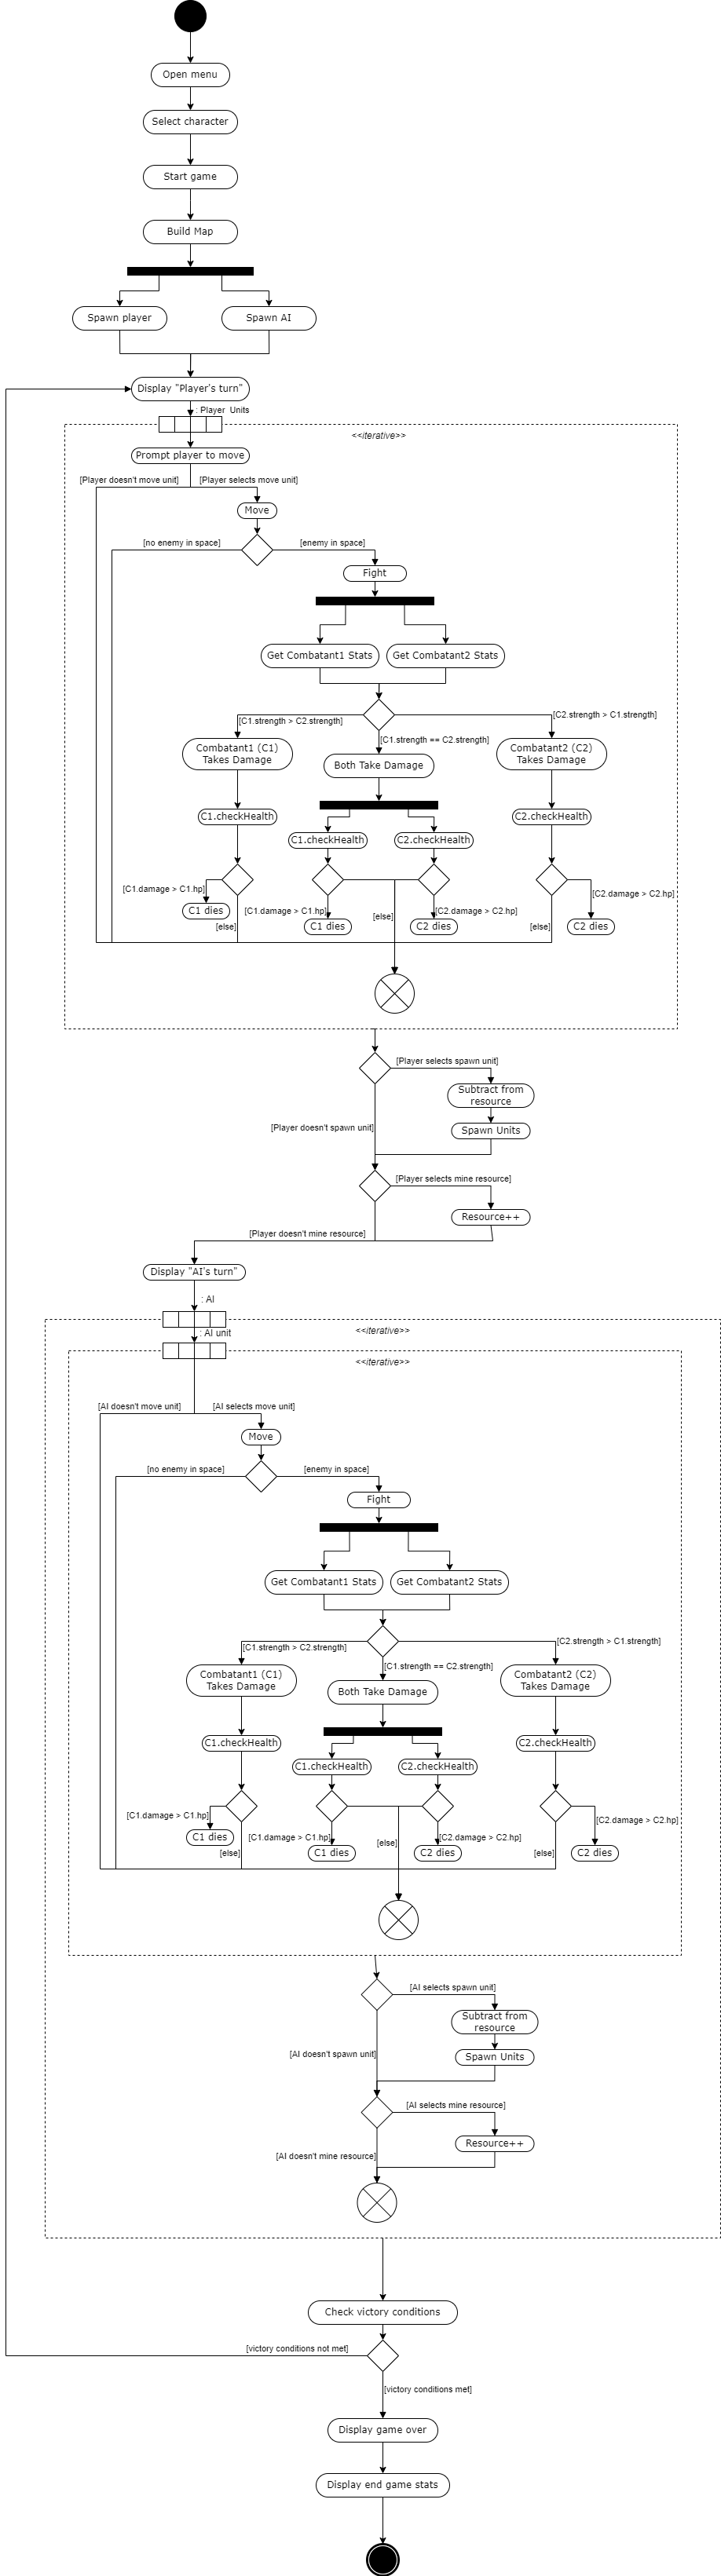 Open menu
Select character
Start game
Build Map
Spawn player
Spawn AI
Display "Player's turn"
: Player Units
<<iterative>>
Prompt player to move
[Player doesn't move unit]
[Player selects move unit]
Move
[no enemy in space]
[enemy in space]
Fight
Get Combatant1 Stats
Get Combatant2 Stats
[C1.strength > C2.strength]
[C2.strength > C1.strength]
[C1.strength == C2.strength]
Combatant1 (C1)
Takes Damage
Both Take Damage
Combatant2 (C2)
Takes Damage
C1.checkHealth
C2.checkHealth
C1.checkHealth
C2.checkHealth
[C1.damage > C1.hp]
[C2.damage > C2.hp]
C1 dies
[C1.damage > C1.hp]
[C2.damage > C2.hp]
[else]
[else]
[else]
C1 dies
C2 dies
C2 dies
[Player selects spawn unit]
Subtract from
resource
[Player doesn't spawn unit]
Spawn Units
[Player selects mine resource]
Resource++
[Player doesn't mine resource]
Display "AI's turn"
: AI
<<iterative>>
: AI unit
<<iterative>>
[AI doesn't move unit]
[AI selects move unit]
Move
[no enemy in space]
[enemy in space]
Fight
Get Combatant1 Stats
Get Combatant2 Stats
[C1.strength > C2.strength]
[C2.strength > C1.strength]
[C1.strength == C2.strength]
Combatant1 (C1)
Takes Damage
Both Take Damage
Combatant2 (C2)
Takes Damage
C1.checkHealth
C2.checkHealth
C1.checkHealth
C2.checkHealth
[C1.damage > C1.hp]
[C2.damage > C2.hp]
C1 dies
[C1.damage > C1.hp]
[C2.damage > C2.hp]
[else]
[else]
[else]
C1 dies
C2 dies
C2 dies
[AI selects spawn unit]
Subtract from
resource
[AI doesn't spawn unit]
Spawn Units
[AI selects mine resource]
Resource++
[AI doesn't mine resource]
Check victory conditions
[victory conditions not met]
[victory conditions met]
Display game over
Display end game stats